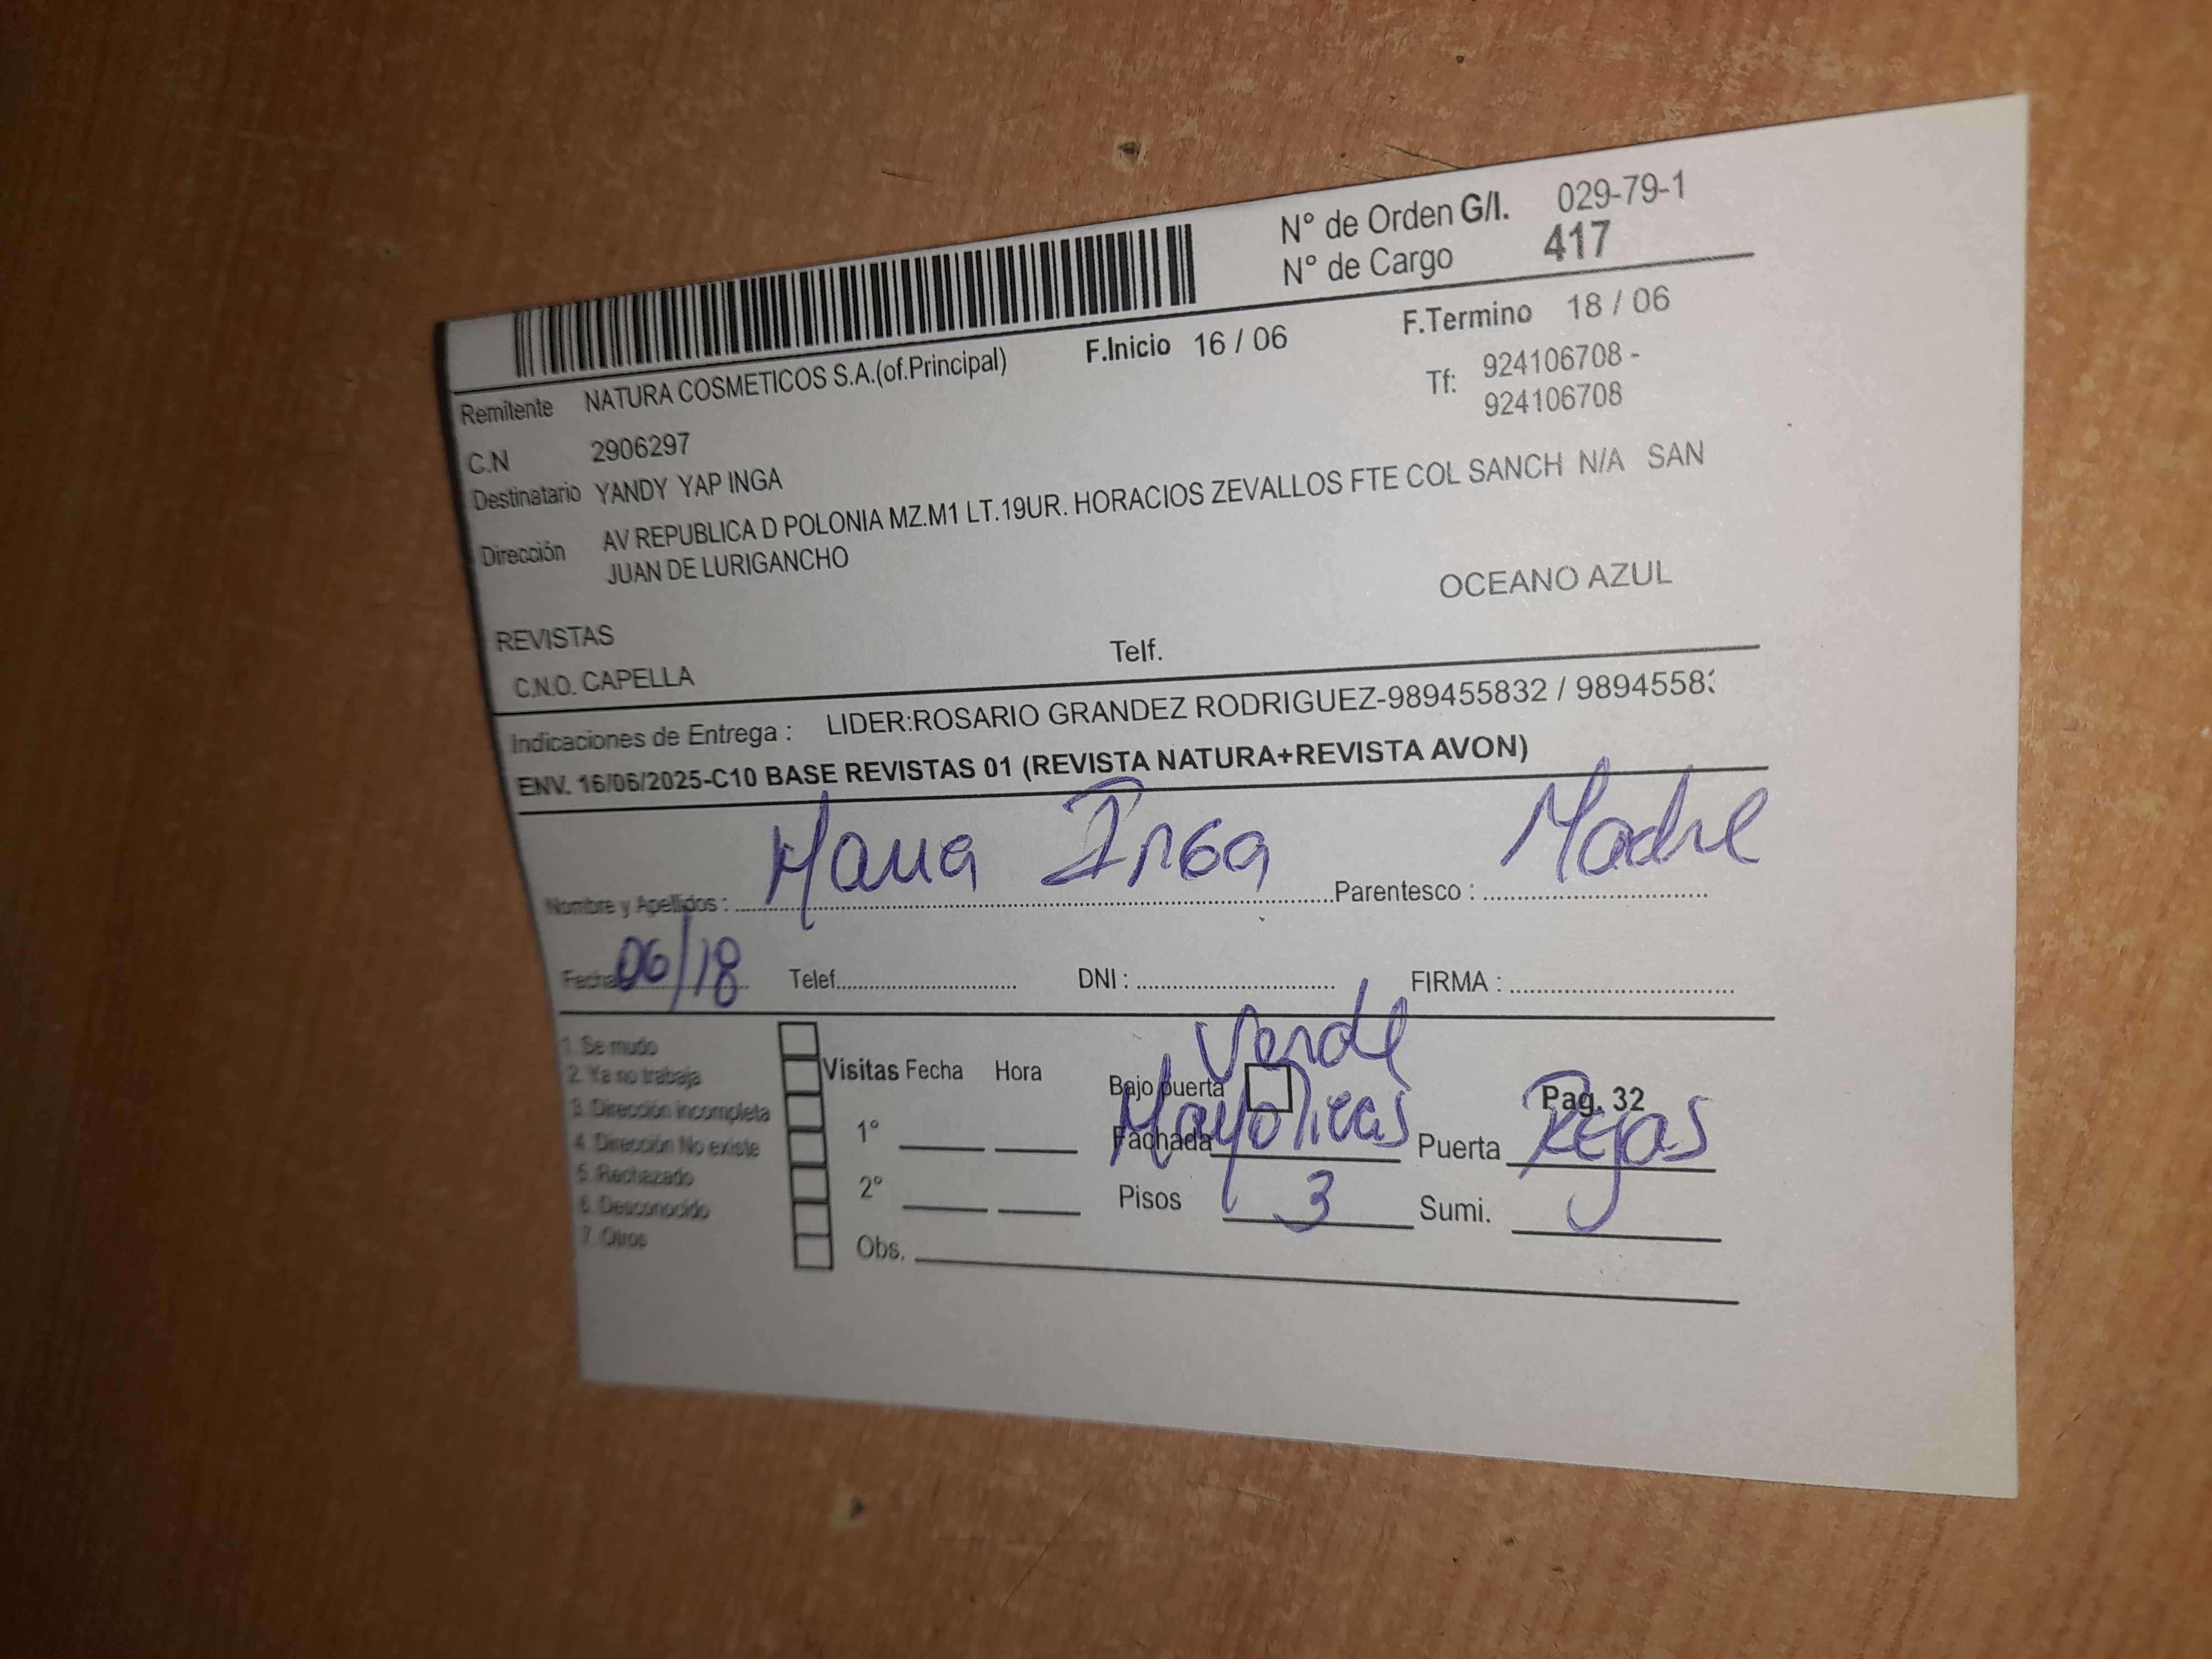 N° de Orden G/I. 029-79-1
N° de Cargo 417
F.Inicio 16 / 06 F.Termino 18 / 06
Remitente NATURA COSMETICOS S.A.(of.Principal)
Tf: 924106708 -
924106708
C.N 2906297
Destinatario YANDY YAP INGA
Dirección AV REPUBLICA D POLONIA MZ.M1 LT.19UR. HORACIOS ZEVALLOS FTE COL SANCH N/A SAN
JUAN DE LURIGANCHO
OCEANO AZUL
REVISTAS
C.N.O. CAPELLA Telf.
Indicaciones de Entrega : LIDER:ROSARIO GRANDEZ RODRIGUEZ-989455832 / 98945583
ENV. 16/06/2025-C10 BASE REVISTAS 01 (REVISTA NATURA+REVISTA AVON)
Nombre y Apellidos : Maria Inga Parentesco : Madre
Fecha 06/18 Telef. DNI : FIRMA :
1. Se mudo
2. Ya no trabaja
3. Dirección incompleta
4. Dirección No existe
5. Rechazado
6. Desconocido
7. Otros
Visitas Fecha Hora
1°
2°
Obs.
Verde
Bajo puerta Pag. 32
Fachada Mayolicas Puerta Rejas
Pisos 3 Sumi.